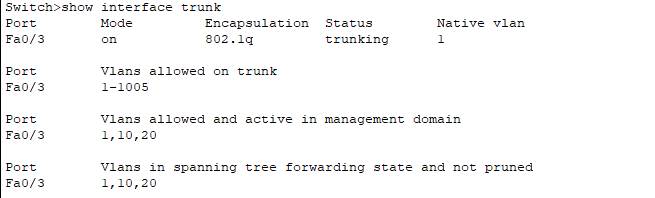 Switch>show interface trunk
Port        Mode         Encapsulation  Status        Native vlan
Fa0/3       on           802.1q         trunking      1
Port        Vlans allowed on trunk
Fa0/3       1-1005
Port        Vlans allowed and active in management domain
Fa0/3       1,10,20
Port        Vlans in spanning tree forwarding state and not pruned
Fa0/3       1,10,20